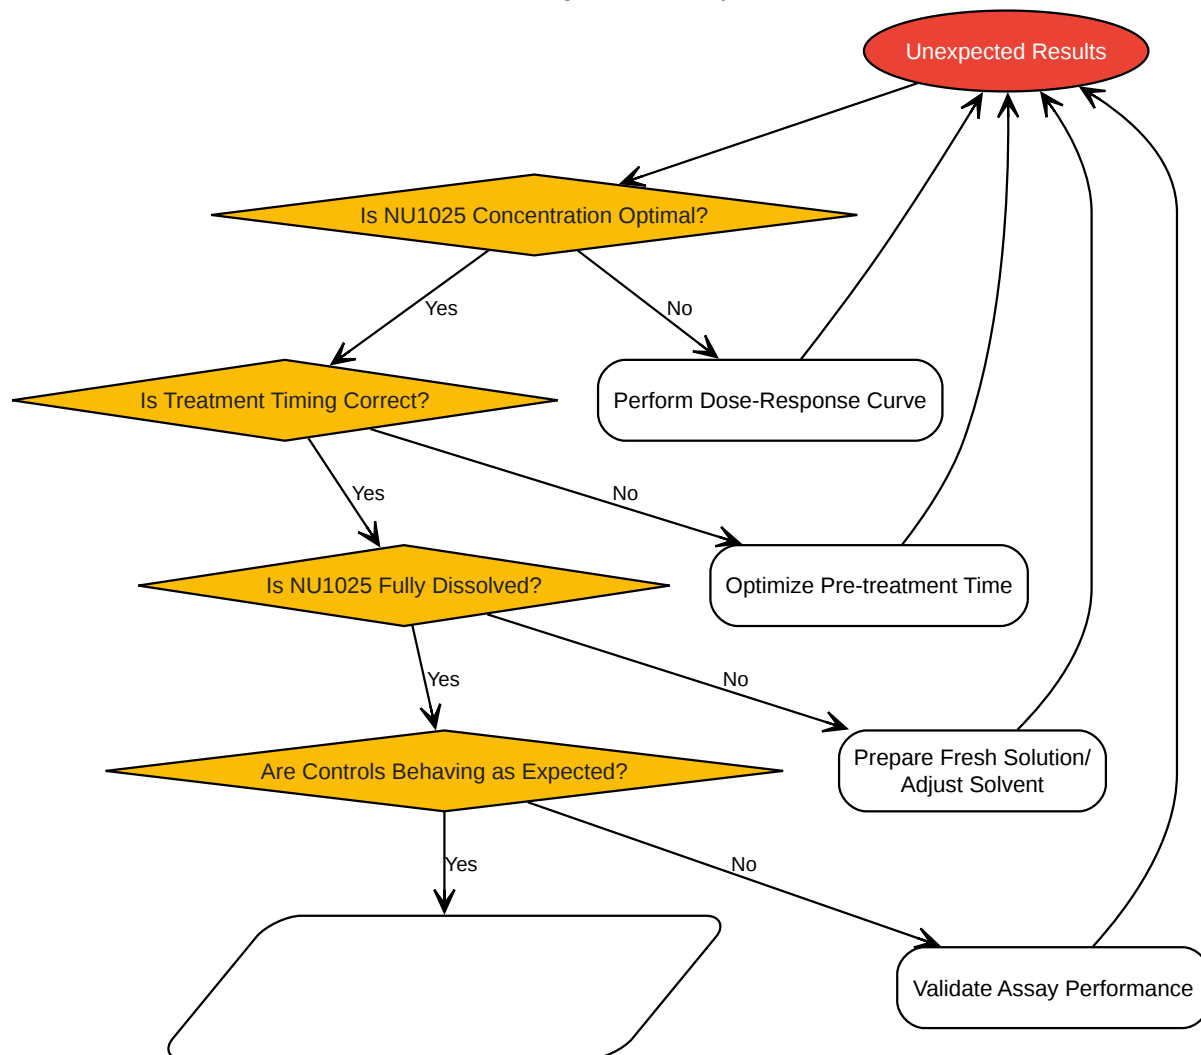 Unexpected Results
Is NU1025 Concentration Optimal?
Yes
No
Is Treatment Timing Correct?
Perform Dose-Response Curve
Yes
No
Is NU1025 Fully Dissolved?
Optimize Pre-treatment Time
Yes
No
Are Controls Behaving as Expected?
Prepare Fresh Solution/
Adjust Solvent
Yes
No
Validate Assay Performance